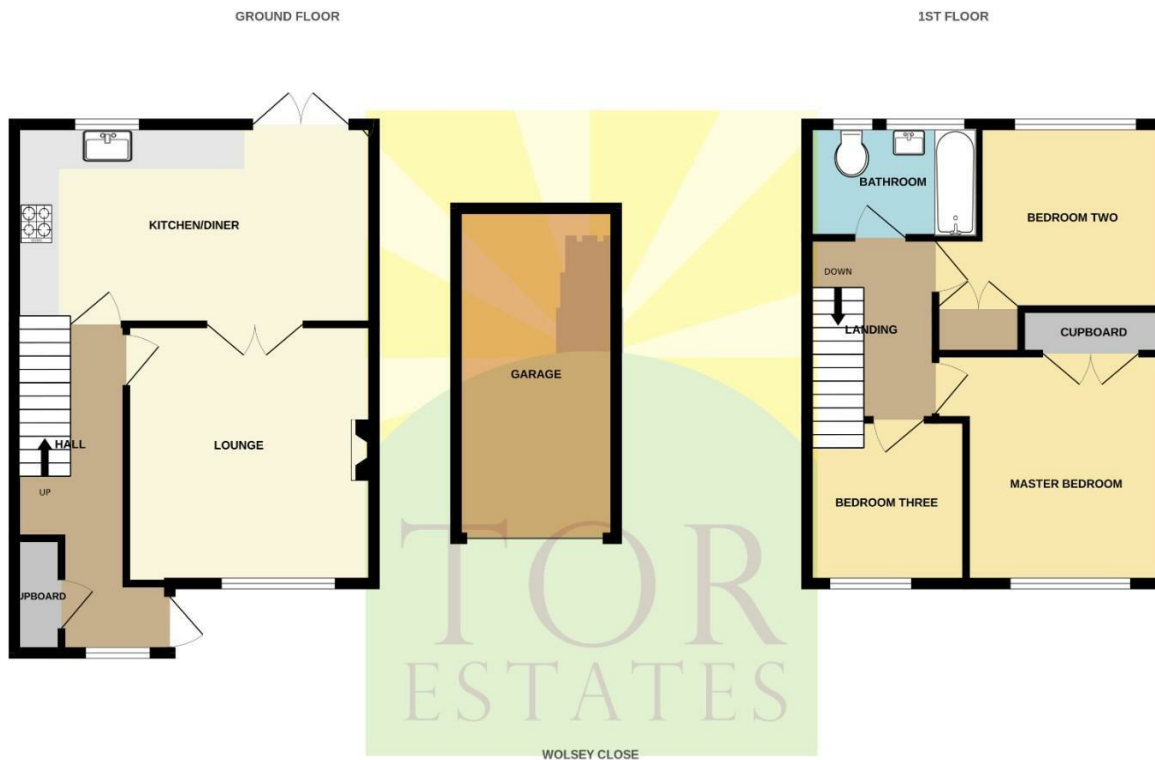 GROUND FLOOR
1ST FLOOR
KITCHEN/DINER
HALL
UP
LOUNGE
UPBOARD
GARAGE
BATHROOM
BEDROOM TWO
DOWN
LANDING
CUPBOARD
MASTER BEDROOM
BEDROOM THREE
TOR
ESTATES
WOLSEY CLOSE